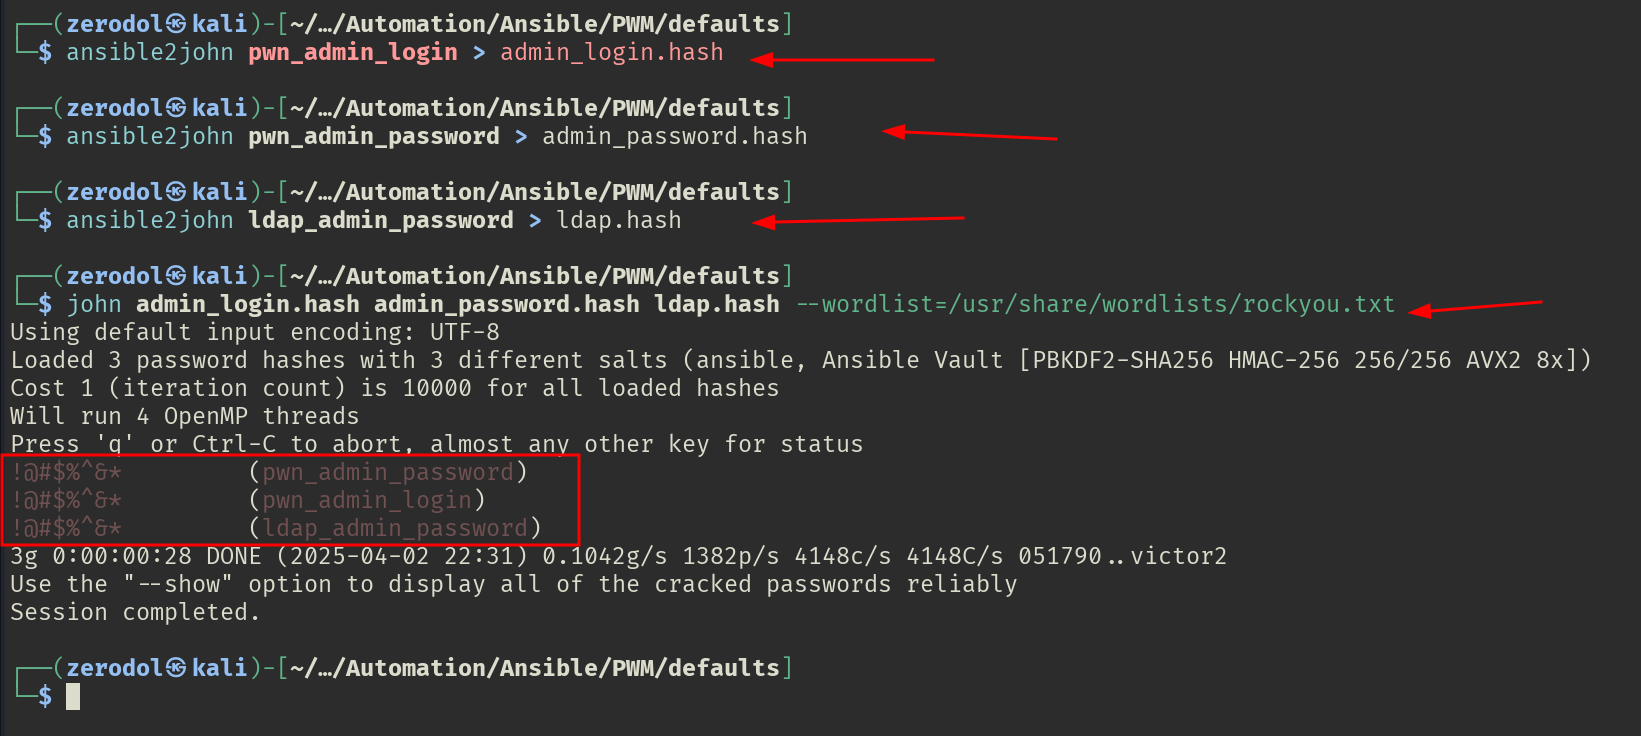 ┌──(zerodol㉿kali)-[~/…/Automation/Ansible/PWM/defaults]
└─$ ansible2john pwn_admin_login > admin_login.hash
┌──(zerodol㉿kali)-[~/…/Automation/Ansible/PWM/defaults]
└─$ ansible2john pwn_admin_password > admin_password.hash
┌──(zerodol㉿kali)-[~/…/Automation/Ansible/PWM/defaults]
└─$ ansible2john ldap_admin_password > ldap.hash
┌──(zerodol㉿kali)-[~/…/Automation/Ansible/PWM/defaults]
└─$ john admin_login.hash admin_password.hash ldap.hash --wordlist=/usr/share/wordlists/rockyou.txt
Using default input encoding: UTF-8
Loaded 3 password hashes with 3 different salts (ansible, Ansible Vault [PBKDF2-SHA256 HMAC-256 256/256 AVX2 8x])
Cost 1 (iteration count) is 10000 for all loaded hashes
Will run 4 OpenMP threads
Press 'q' or Ctrl-C to abort, almost any other key for status
!@#$%^&*         (pwn_admin_password)
!@#$%^&*         (pwn_admin_login)
!@#$%^&*         (ldap_admin_password)
3g 0:00:00:28 DONE (2025-04-02 22:31) 0.1042g/s 1382p/s 4148c/s 4148C/s 051790..victor2
Use the "--show" option to display all of the cracked passwords reliably
Session completed.
┌──(zerodol㉿kali)-[~/…/Automation/Ansible/PWM/defaults]
└─$